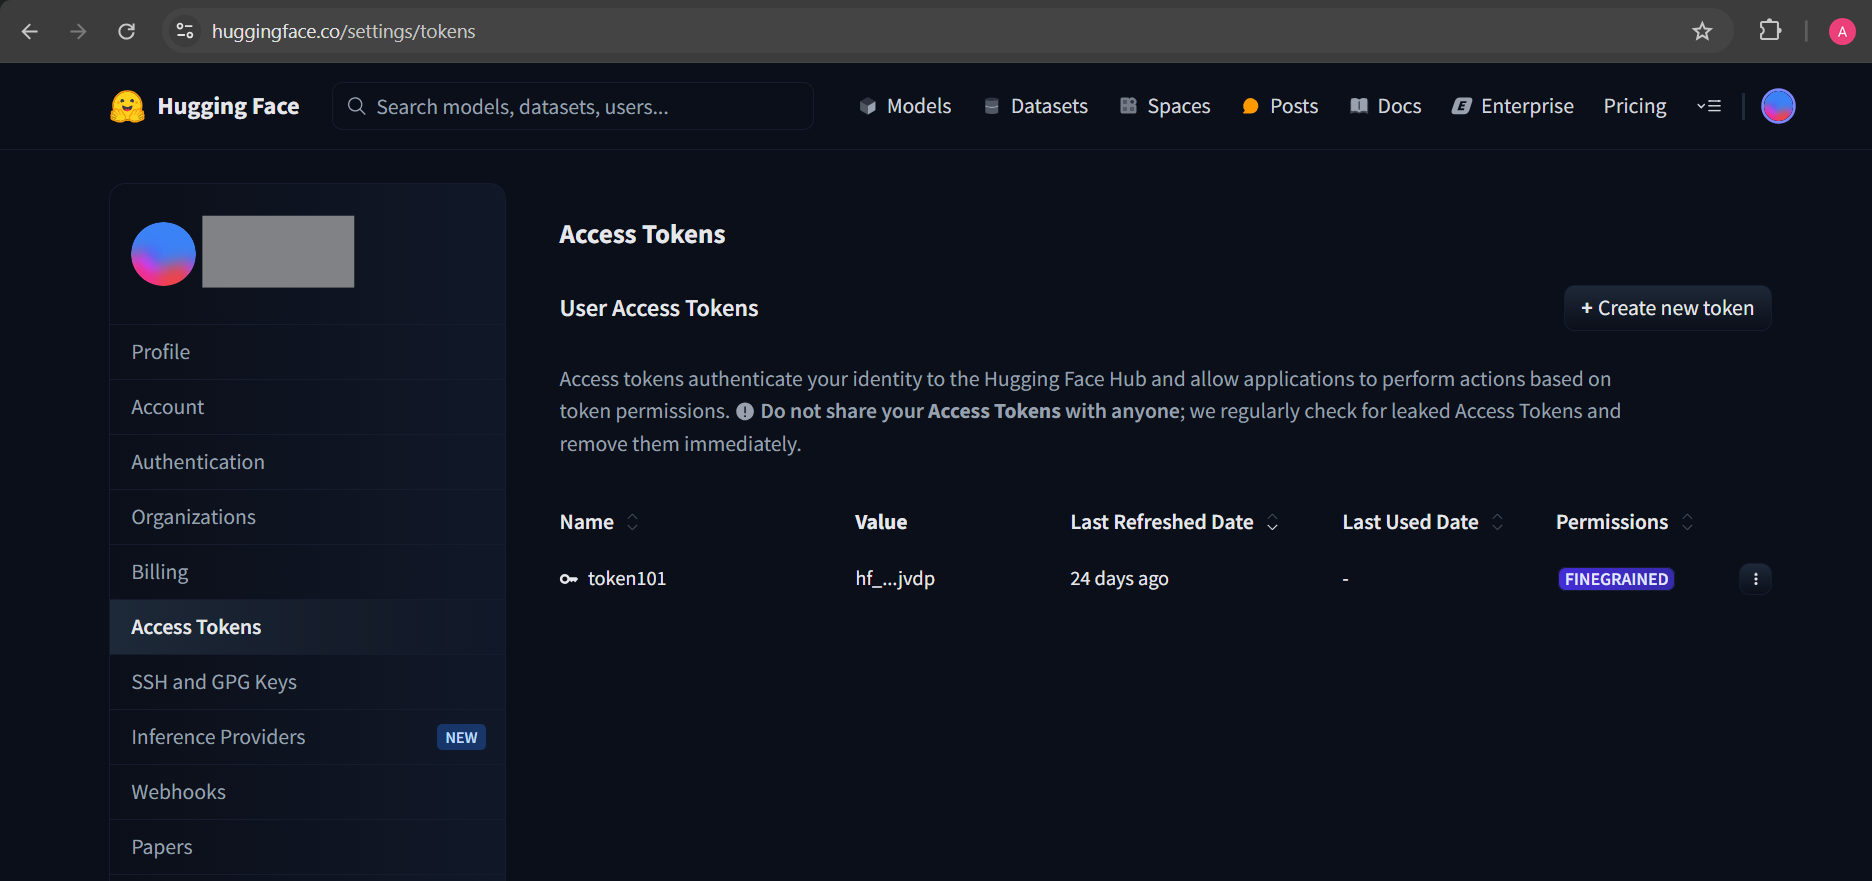 huggingface.co/settings/tokens
A
Hugging Face
Search models, datasets, users...
Models
Datasets
Spaces
Posts
Docs
E Enterprise
Pricing
Profile
Account
Authentication
Organizations
Billing
Access Tokens
SSH and GPG Keys
Inference Providers NEW
Webhooks
Papers
Access Tokens
User Access Tokens
+ Create new token
Access tokens authenticate your identity to the Hugging Face Hub and allow applications to perform actions based on
token permissions. ! Do not share your Access Tokens with anyone; we regularly check for leaked Access Tokens and
remove them immediately.
Name Value Last Refreshed Date Last Used Date Permissions
token101 hf_...jvdp 24 days ago - FINEGRAINED